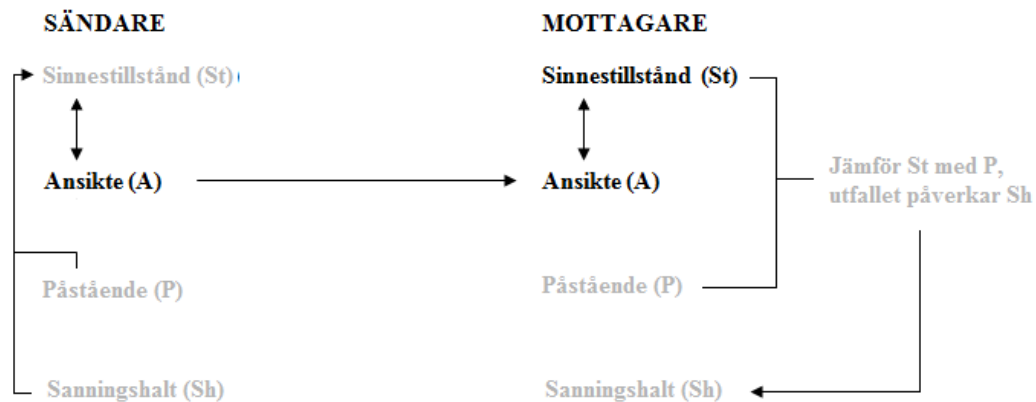 SÄNDARE
MOTTAGARE
Sinnestillstånd (St)
Sinnestillstånd (St)
Ansikte (A)
Ansikte (A)
Jämför St med P,
utfallet påverkar Sh
Påstående (P)
Påstående (P)
Sanningshalt (Sh)
Sanningshalt (Sh)